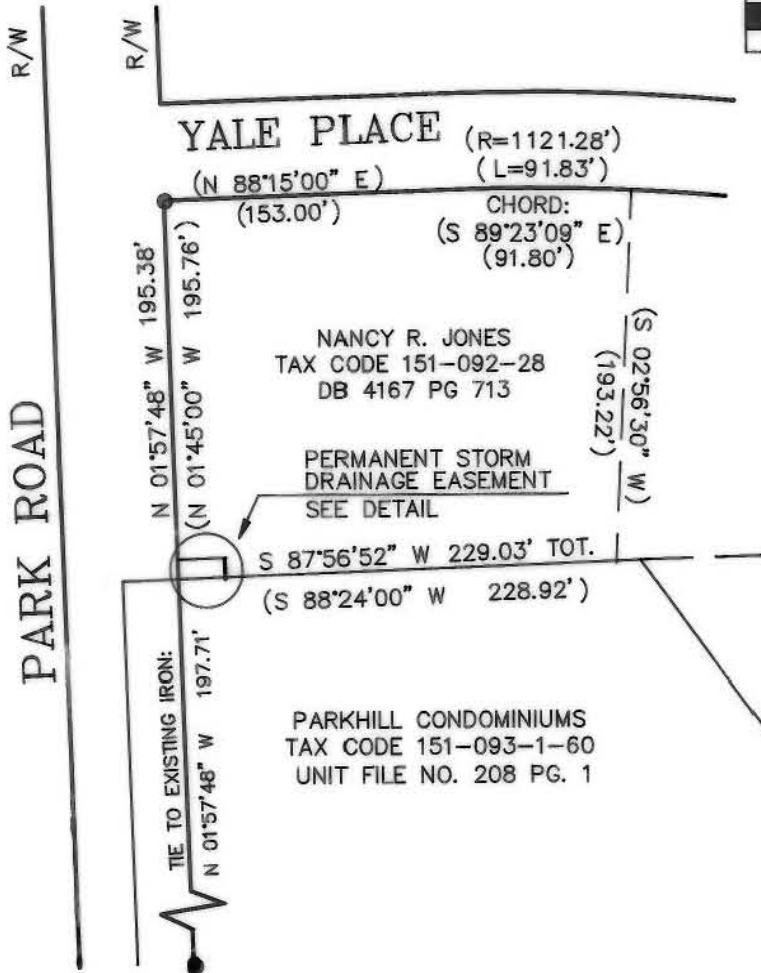 R/W
R/W
YALE PLACE
(R=1121.28')
(L=91.83')
(N 88°15'00" E)
(153.00')
CHORD:
(S 89°23'09" E)
(91.80')
N 01°57'48" W 195.38'
(N 01°45'00" W 195.76')
NANCY R. JONES
TAX CODE 151-092-28
DB 4167 PG 713
(S 02°56'30" W)
(193.22')
PARK ROAD
PERMANENT STORM
DRAINAGE EASEMENT
SEE DETAIL
S 87°56'52" W 229.03' TOT.
(S 88°24'00" W 228.92')
TIE TO EXISTING IRON:
N 01°57'48" W 197.71'
PARKHILL CONDOMINIUMS
TAX CODE 151-093-1-60
UNIT FILE NO. 208 PG. 1